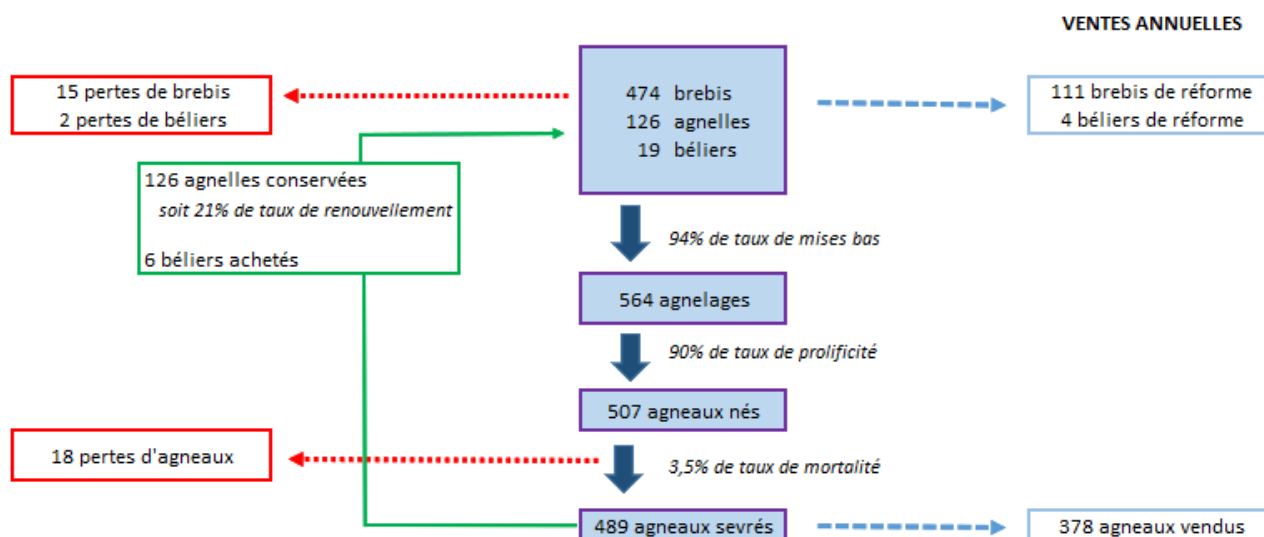 VENTES ANNUELLES
15 pertes de brebis
2 pertes de béliers
474 brebis
126 agnelles
19 béliers
111 brebis de réforme
4 béliers de réforme
126 agnelles conservées
soit 21% de taux de renouvellement
6 béliers achetés
94% de taux de mises bas
564 agnelages
90% de taux de prolificité
507 agneaux nés
18 pertes d'agneaux
3,5% de taux de mortalité
489 agneaux sevrés
378 agneaux vendus